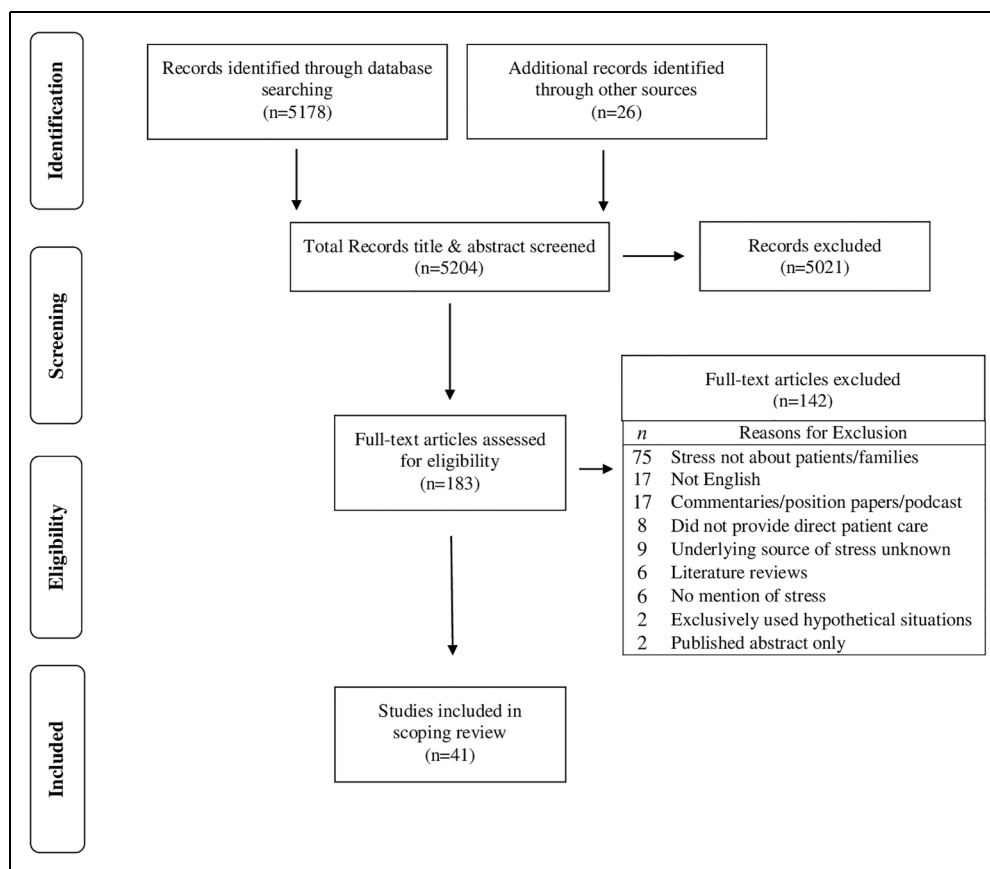 Identification
Records identified through database
searching
(n=5178)
Additional records identified
through other sources
(n=26)
Screening
Total Records title & abstract screened
(n=5204)
Records excluded
(n=5021)
Eligibility
Full-text articles assessed
for eligibility
(n=183)
Full-text articles excluded
(n=142)
n Reasons for Exclusion
75 Stress not about patients/families
17 Not English
17 Commentaries/position papers/podcast
8 Did not provide direct patient care
9 Underlying source of stress unknown
6 Literature reviews
6 No mention of stress
2 Exclusively used hypothetical situations
2 Published abstract only
Included
Studies included in
scoping review
(n=41)